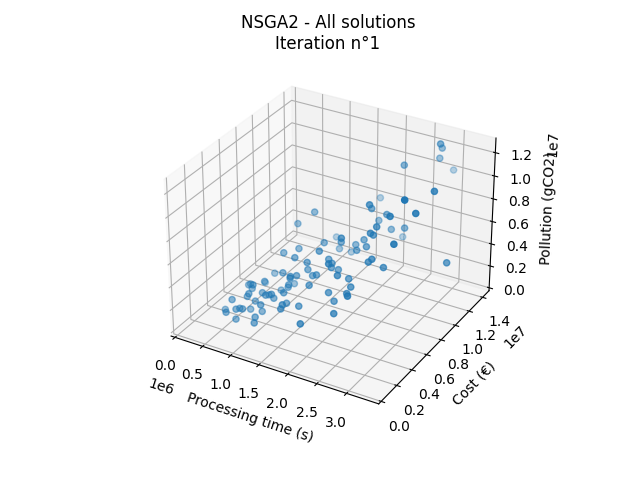 NSGA2 - All solutions
Iteration n°1
1e7
1.2
1.0
0.8
0.6
0.4
0.2
0.0
Pollution (gCO2)
1.4
1.2
1.0
0.8
0.6
0.4
0.2
0.0
1e7
Cost (€)
0.0
0.5
1.0
1.5
2.0
2.5
3.0
1e6
Processing time (s)